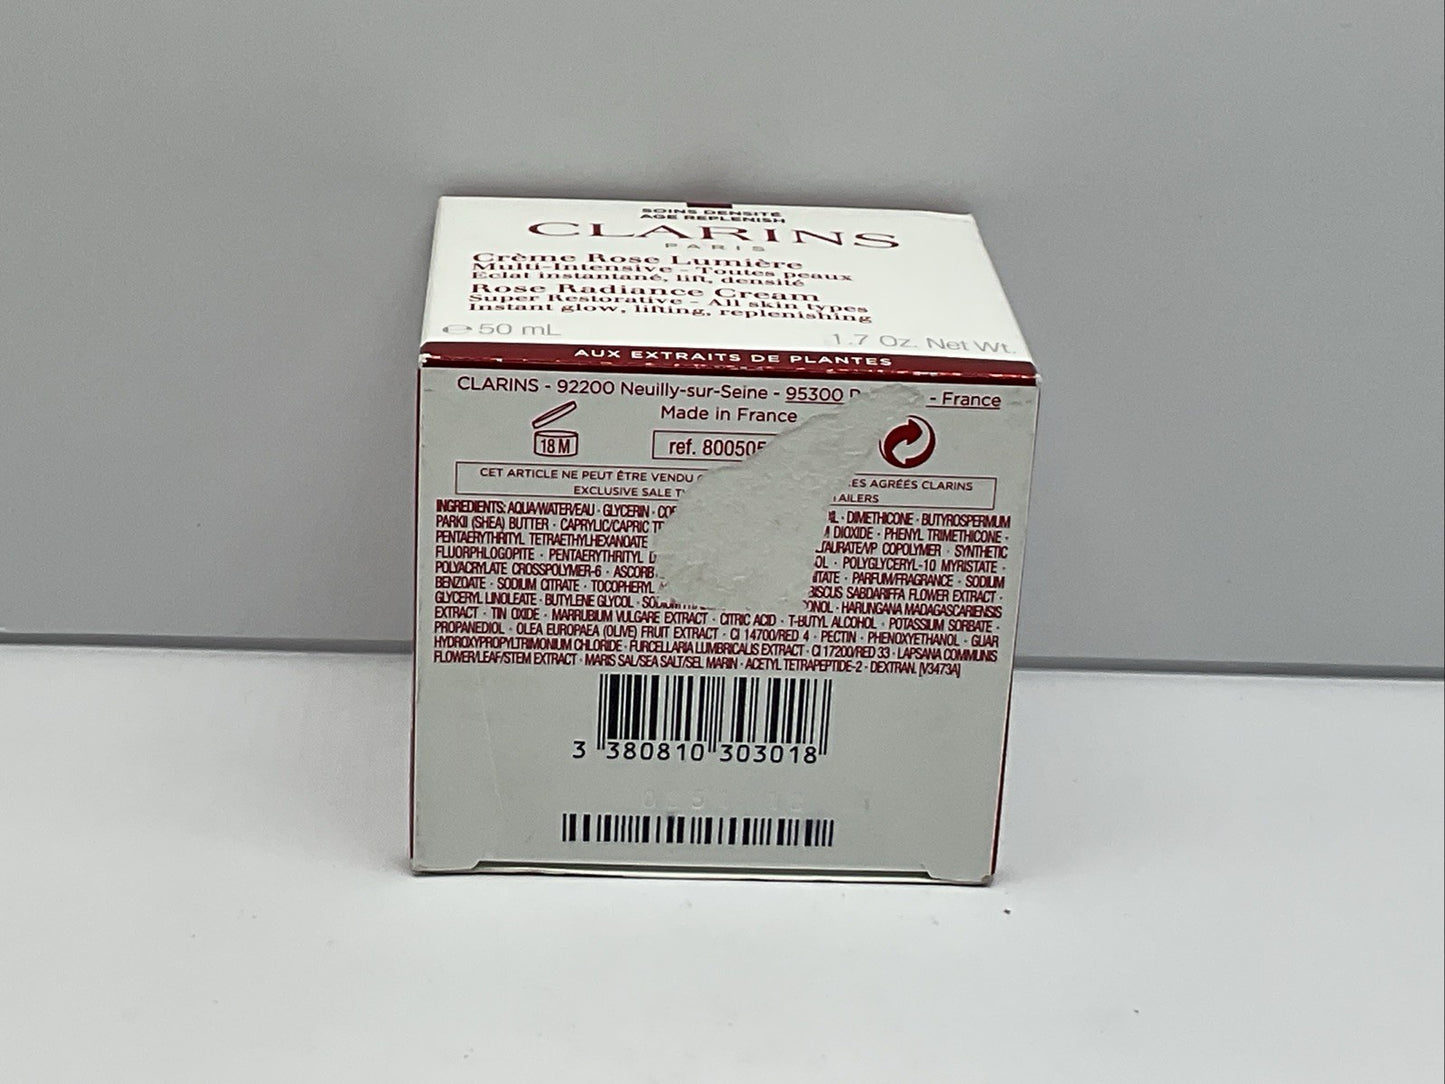 SOINS DENSITÉ
AGE REPLENISH
CLARINS
PARIS
Crème Rose Lumière
Multi-Intensive - Toutes peaux
Eclat instantané, lift, densité
Rose Radiance Cream
Super Restorative - All skin types
Instant glow, lifting, replenishing
e 50 mL
1.7 Oz. Net Wt.
AUX EXTRAITS DE PLANTES
CLARINS - 92200 Neuilly-sur-Seine - 95300 - France
Made in France
18 M
ref. 800505
CET ARTICLE NE PEUT ÊTRE VENDU AGRÉÉS CLARINS
EXCLUSIVE SALE
INGREDIENTS: AQUA/WATER/EAU · GLYCERIN · DIMETHICONE · BUTYROSPERMUM
PARKII (SHEA) BUTTER · CAPRYLIC/CAPRIC DIOXIDE · PHENYL TRIMETHICONE ·
PENTAERYTHRITYL TETRAETHYLHEXANOATE COPOLYMER · SYNTHETIC
FLUORPHLOGOPITE · PENTAERYTHRITYL · POLYGLYCERYL-10 MYRISTATE ·
POLYACRYLATE CROSSPOLYMER-6 · PARFUM/FRAGRANCE · SODIUM
BENZOATE · SODIUM CITRATE · TOCOPHERYL SABDARIFFA FLOWER EXTRACT ·
GLYCERYL LINOLEATE · BUTYLENE GLYCOL · HARUNGANA MADAGASCARIENSIS
EXTRACT · TIN OXIDE · MARRUBIUM VULGARE EXTRACT · CITRIC ACID · T-BUTYL ALCOHOL · POTASSIUM SORBATE ·
PROPANEDIOL · OLEA EUROPAEA (OLIVE) FRUIT EXTRACT · CI 14700/RED 4 · PECTIN · PHENOXYETHANOL · GUAR
HYDROXYPROPYLTRIMONIUM CHLORIDE · FURCELLARIA LUMBRICALIS EXTRACT · CI 17200/RED 33 · LAPSANA COMMUNIS
FLOWER/LEAF/STEM EXTRACT · MARIS SAL/SEA SALT/SEL MARIN · ACETYL TETRAPEPTIDE-2 · DEXTRAN. [V3473A]
3 380810 303018